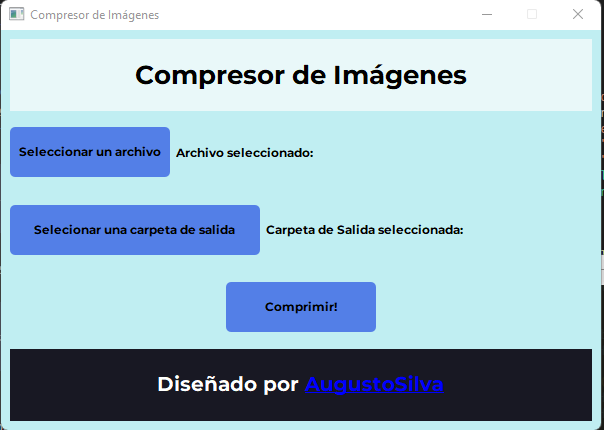 Compresor de Imágenes
Compresor de Imágenes
Seleccionar un archivo Archivo seleccionado:
Selecionar una carpeta de salida Carpeta de Salida seleccionada:
Comprimir!
Diseñado por AugustoSilva